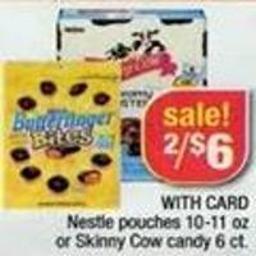 Butterfinger
Bites
sale!
2/$6
WITH CARD
Nestle pouches 10-11 oz
or Skinny Cow candy 6 ct.